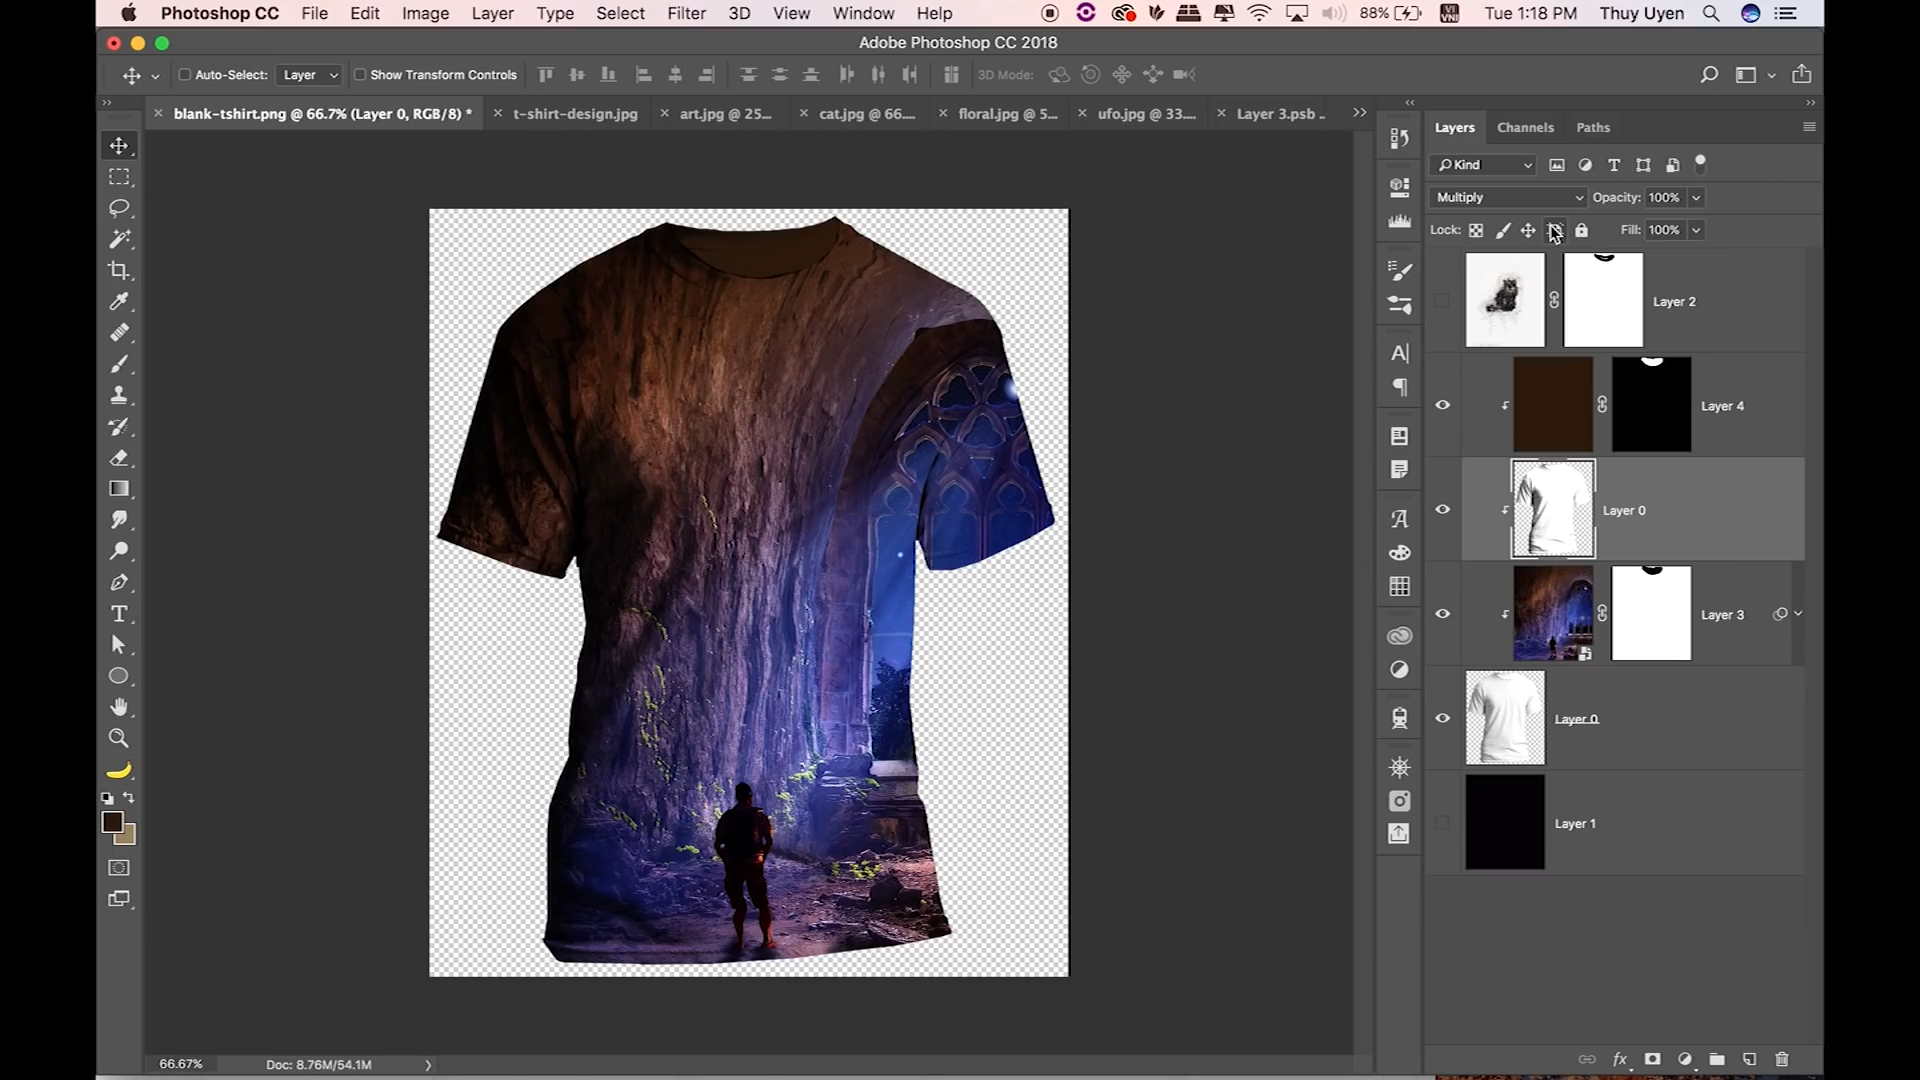 Photoshop CC File Edit Image Layer Type Select Filter 3D View Window Help 88% VI VNI Tue 1:18 PM Thuy Uyen
Adobe Photoshop CC 2018
Auto-Select: Layer Show Transform Controls 3D Mode:
blank-tshirt.png @ 66.7% (Layer 0, RGB/8) * t-shirt-design.jpg art.jpg @ 25... cat.jpg @ 66.... floral.jpg @ 5... ufo.jpg @ 33.... Layer 3.psb ..
Layers Channels Paths
Kind
Multiply Opacity: 100%
Lock: Fill: 100%
Layer 2
Layer 4
Layer 0
Layer 3
Layer 0
Layer 1
66.67% Doc: 8.76M/54.1M